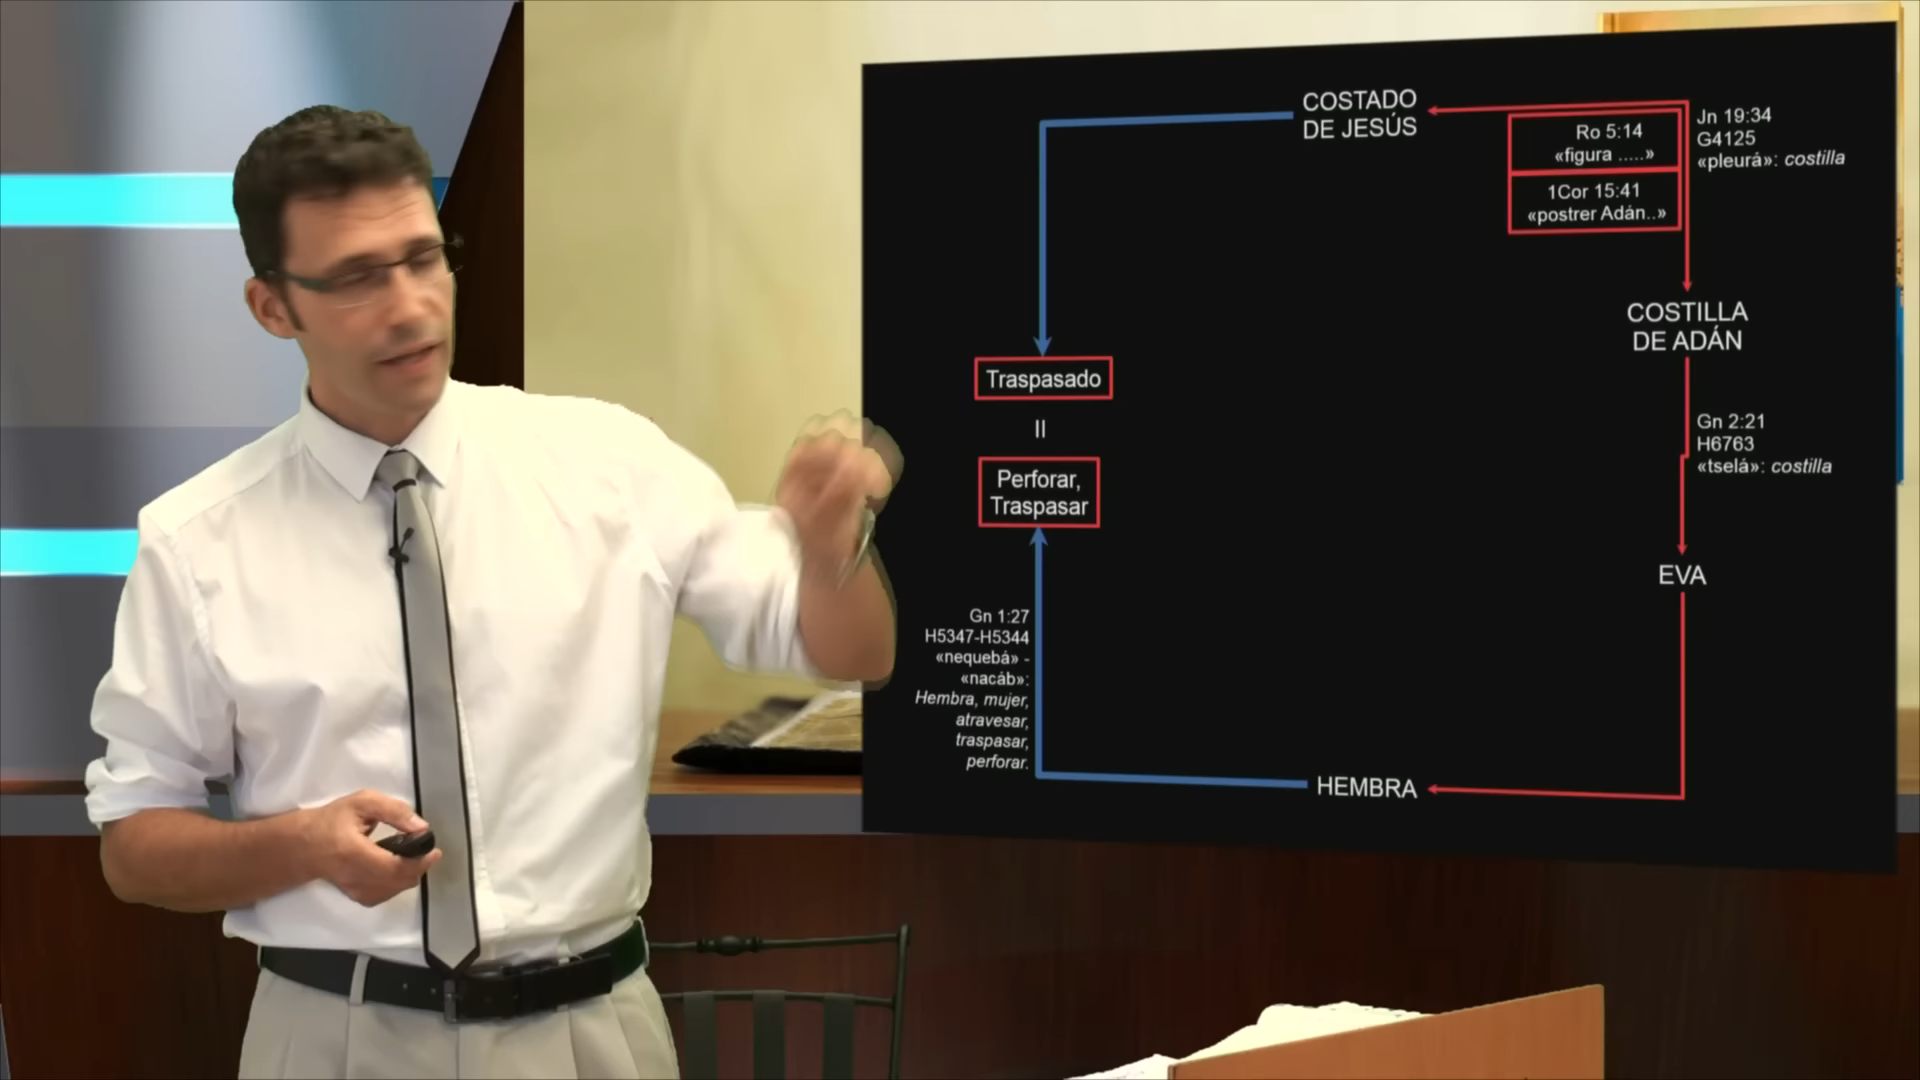 COSTADO
DE JESÚS
Ro 5:14
«figura .....»
1Cor 15:41
«postrer Adán..»
Jn 19:34
G4125
«pleurá»: costilla
COSTILLA
DE ADÁN
Traspasado
||
Perforar,
Traspasar
Gn 2:21
H6763
«tselá»: costilla
EVA
Gn 1:27
H5347-H5344
«nequebá» -
«nacáb»:
Hembra, mujer,
atravesar,
traspasar,
perforar.
HEMBRA